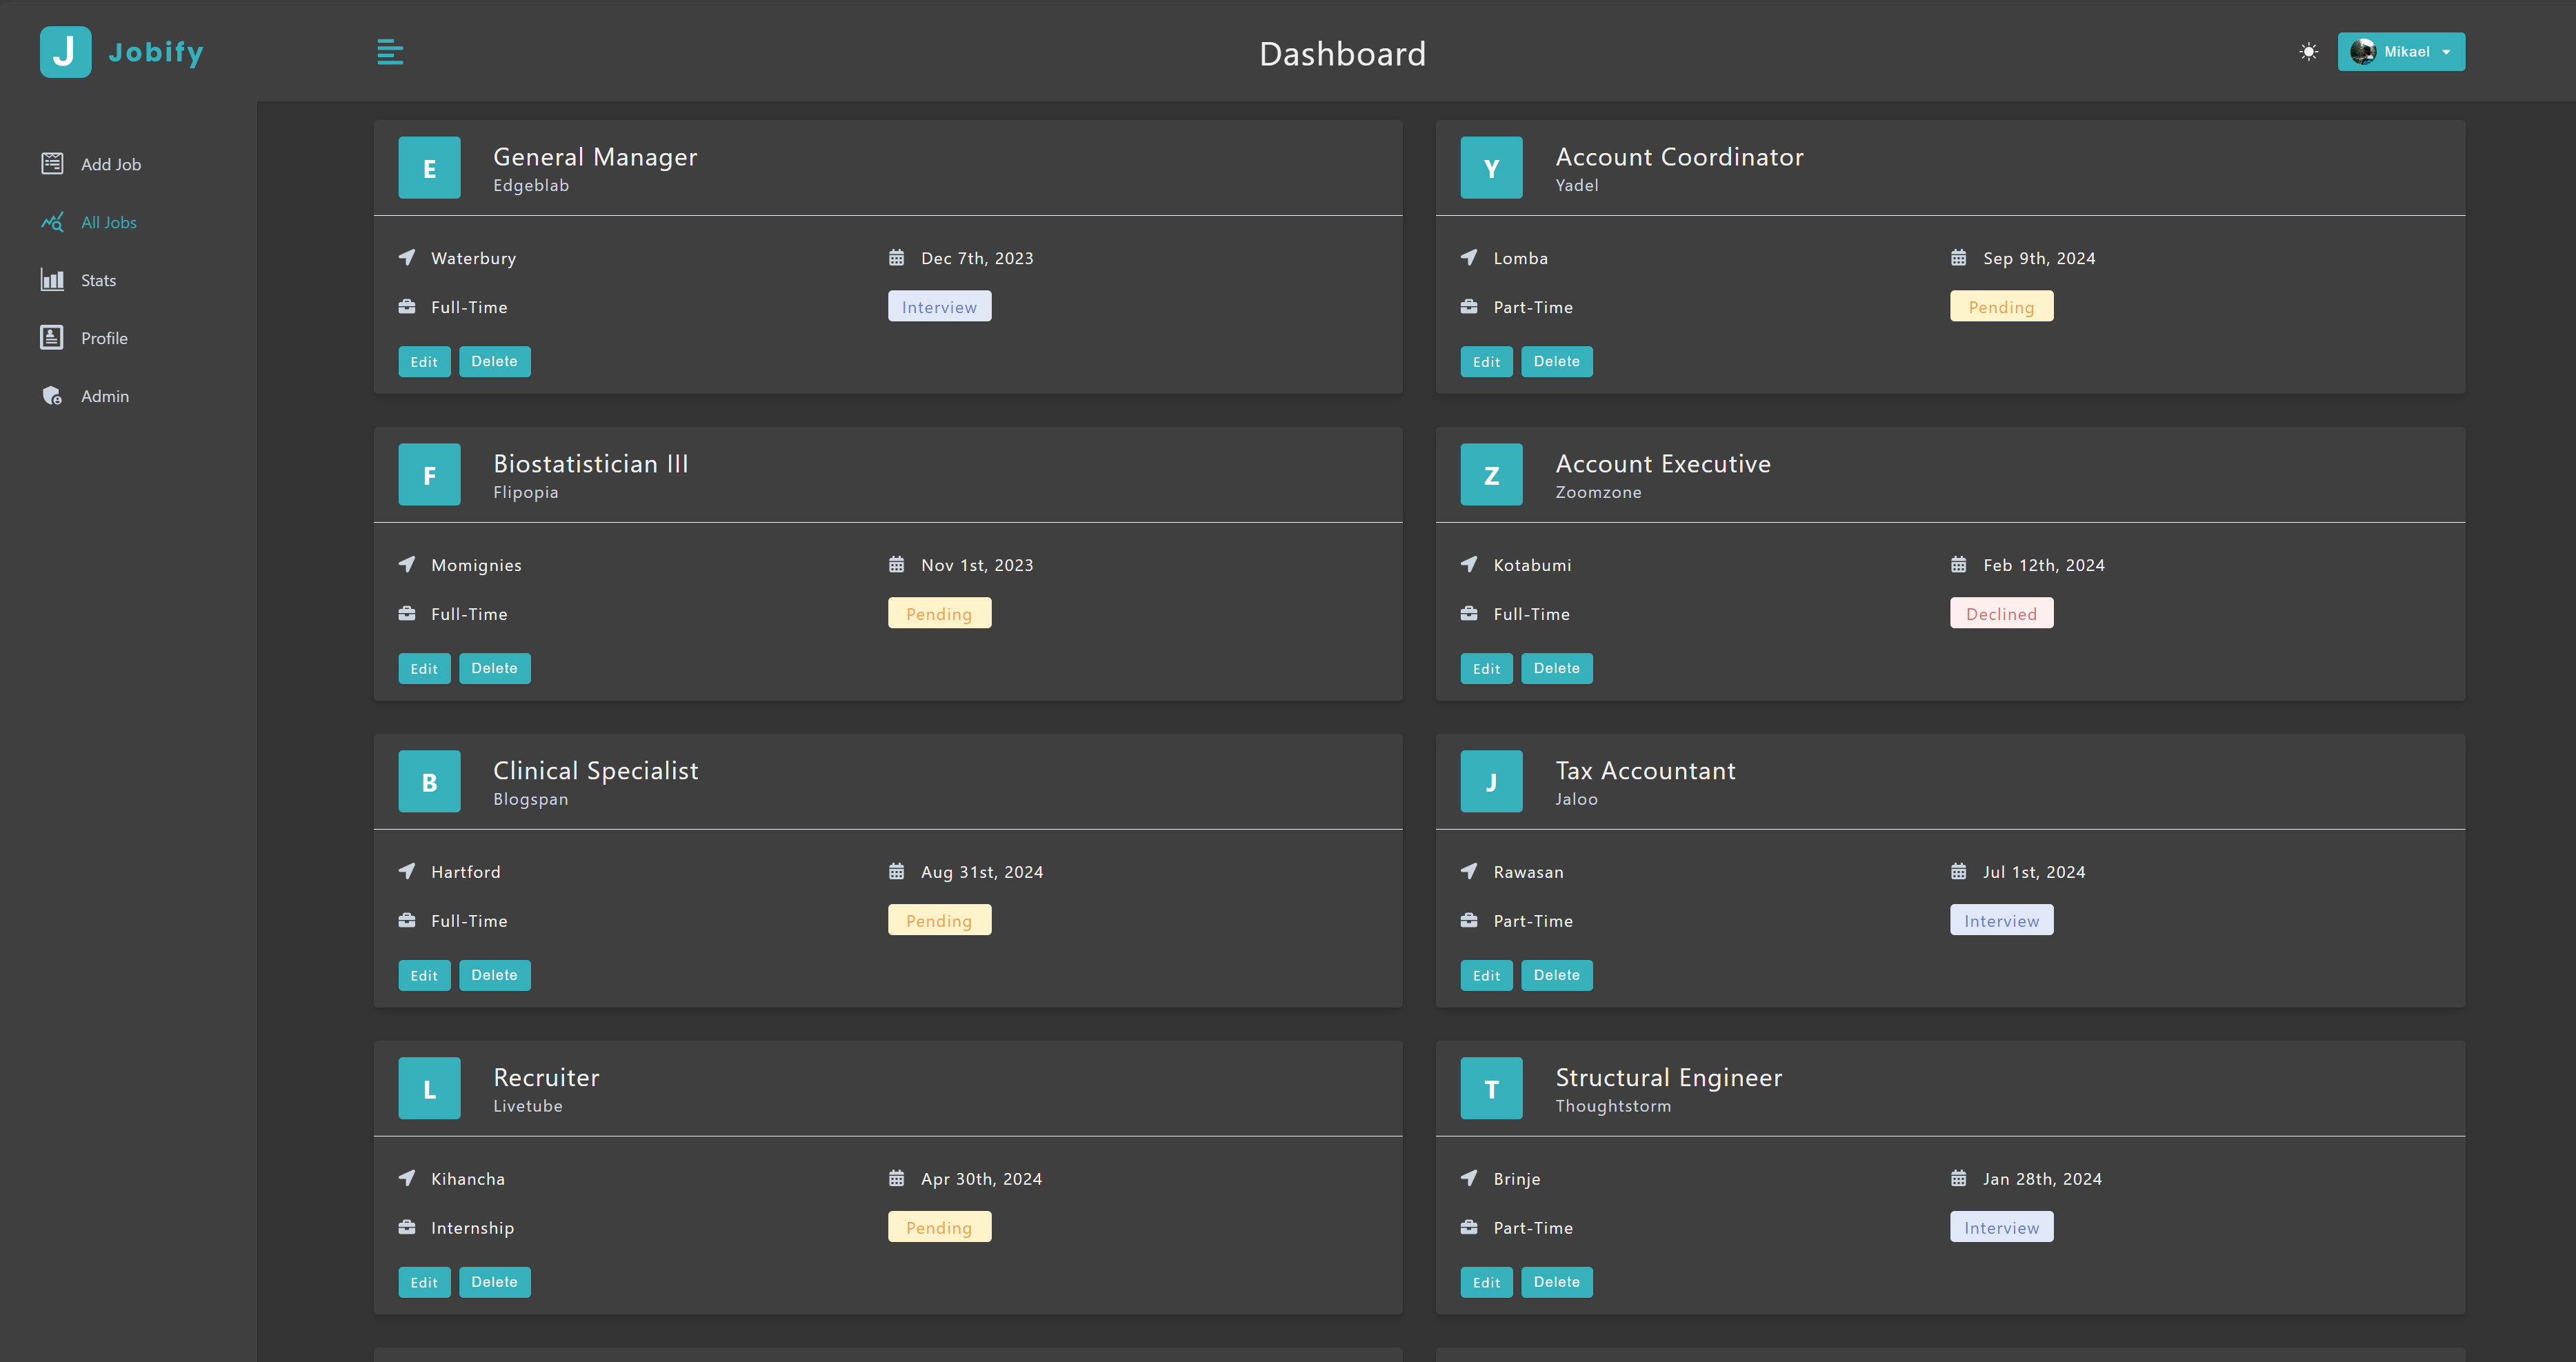 J Jobify
Dashboard
Mikael
Add Job
All Jobs
Stats
Profile
Admin
E
General Manager
Edgeblab
Waterbury
Dec 7th, 2023
Full-Time
Interview
Edit
Delete
Y
Account Coordinator
Yadel
Lomba
Sep 9th, 2024
Part-Time
Pending
Edit
Delete
F
Biostatistician III
Flipopia
Momignies
Nov 1st, 2023
Full-Time
Pending
Edit
Delete
Z
Account Executive
Zoomzone
Kotabumi
Feb 12th, 2024
Full-Time
Declined
Edit
Delete
B
Clinical Specialist
Blogspan
Hartford
Aug 31st, 2024
Full-Time
Pending
Edit
Delete
J
Tax Accountant
Jaloo
Rawasan
Jul 1st, 2024
Part-Time
Interview
Edit
Delete
L
Recruiter
Livetube
Kihancha
Apr 30th, 2024
Internship
Pending
Edit
Delete
T
Structural Engineer
Thoughtstorm
Brinje
Jan 28th, 2024
Part-Time
Interview
Edit
Delete